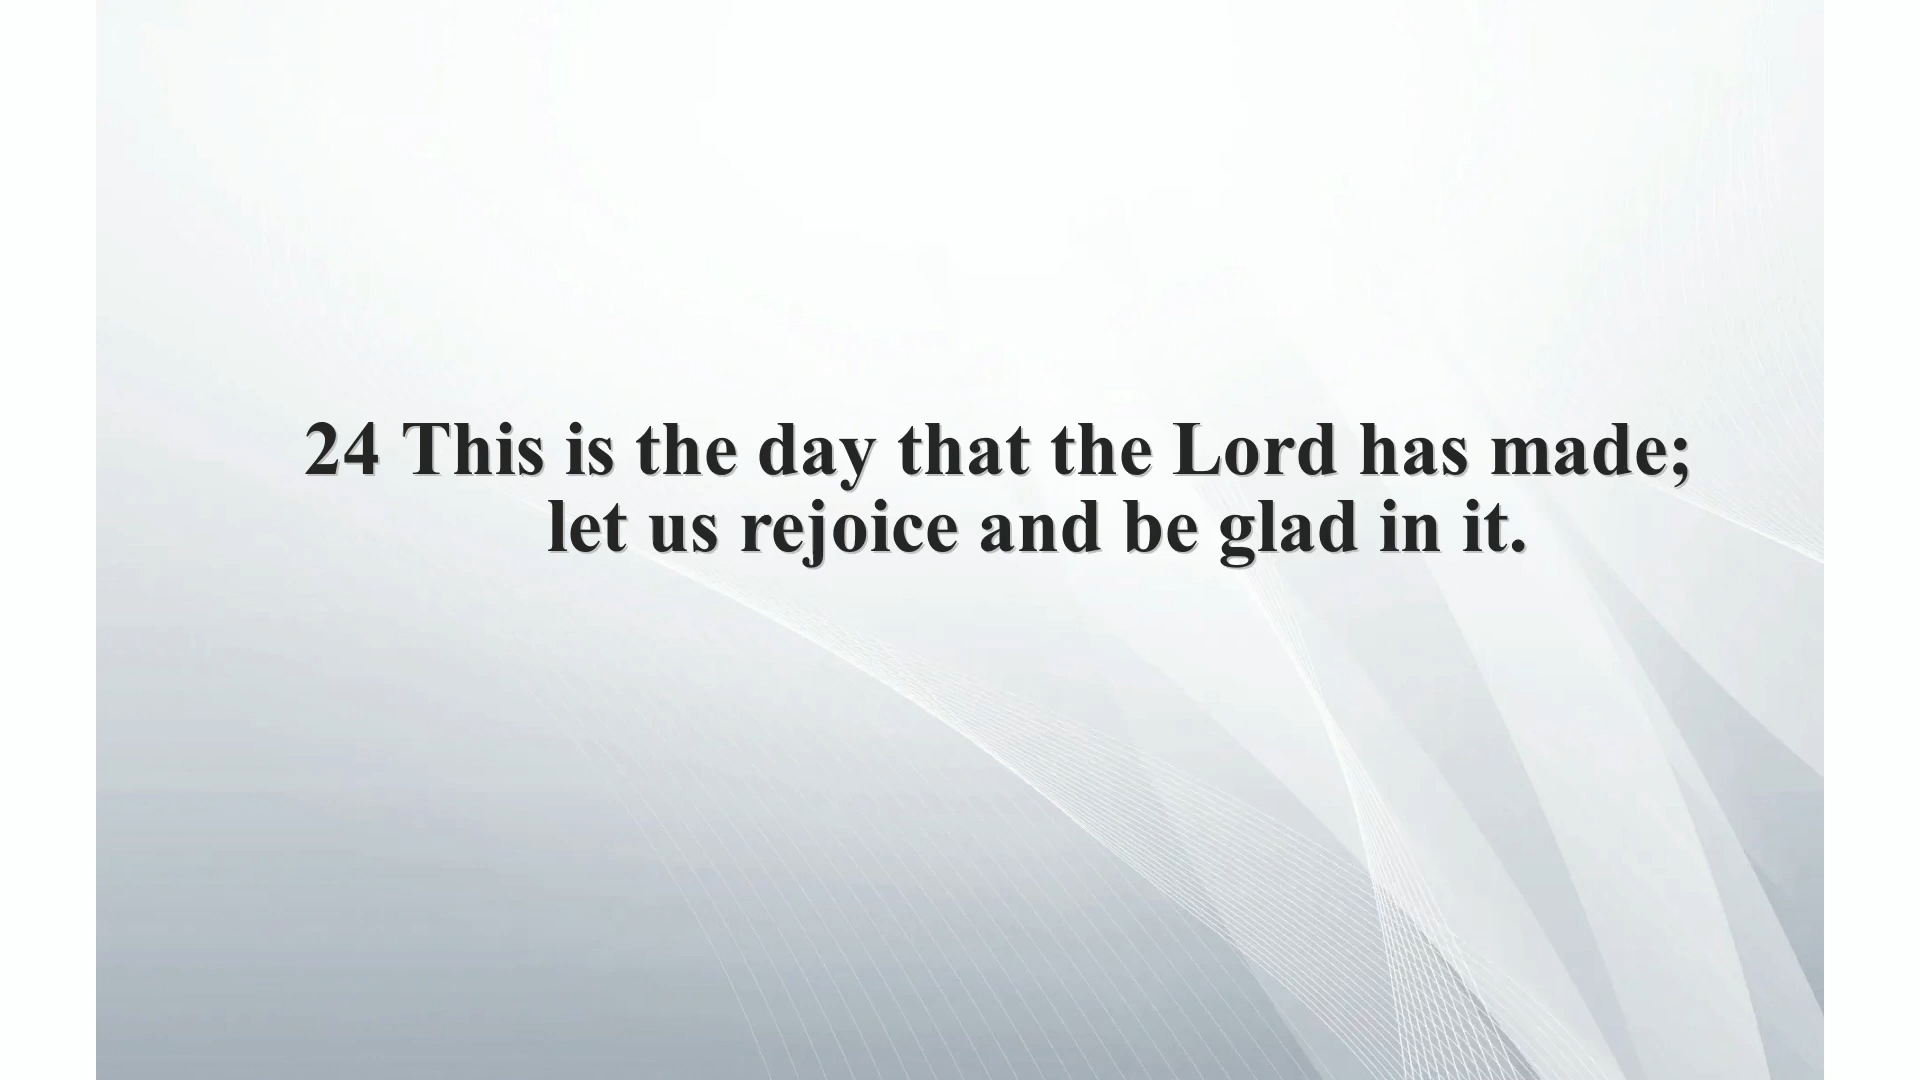 24 This is the day that the Lord has made;
let us rejoice and be glad in it.